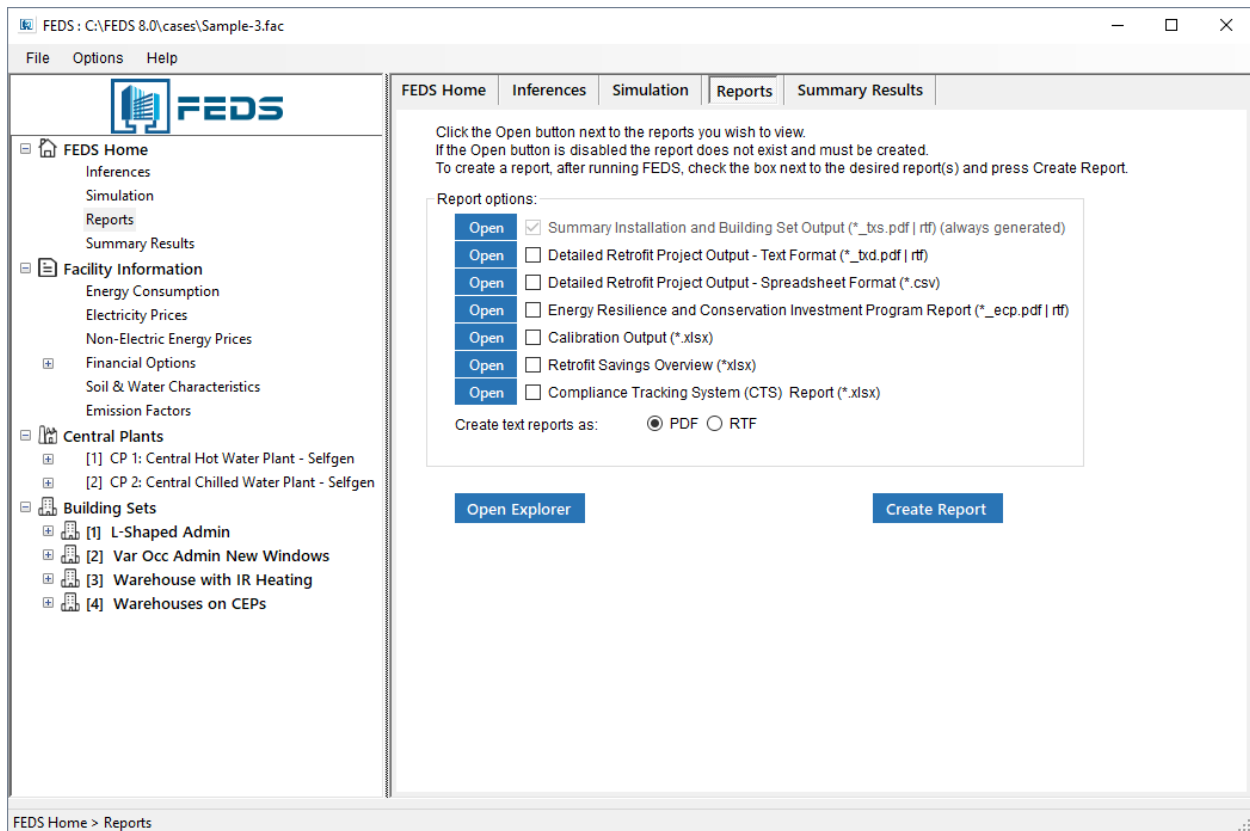 FEDS : C:\FEDS 8.0\cases\Sample-3.fac
File Options Help
FEDS
FEDS Home
Inferences
Simulation
Reports
Summary Results
Facility Information
Energy Consumption
Electricity Prices
Non-Electric Energy Prices
Financial Options
Soil & Water Characteristics
Emission Factors
Central Plants
[1] CP 1: Central Hot Water Plant - Selfgen
[2] CP 2: Central Chilled Water Plant - Selfgen
Building Sets
[1] L-Shaped Admin
[2] Var Occ Admin New Windows
[3] Warehouse with IR Heating
[4] Warehouses on CEPs
FEDS Home Inferences Simulation Reports Summary Results
Click the Open button next to the reports you wish to view.
If the Open button is disabled the report does not exist and must be created.
To create a report, after running FEDS, check the box next to the desired report(s) and press Create Report.
Report options:
Open Summary Installation and Building Set Output (*_txs.pdf | rtf) (always generated)
Open Detailed Retrofit Project Output - Text Format (*_txd.pdf | rtf)
Open Detailed Retrofit Project Output - Spreadsheet Format (*.csv)
Open Energy Resilience and Conservation Investment Program Report (*_ecp.pdf | rtf)
Open Calibration Output (*.xlsx)
Open Retrofit Savings Overview (*xlsx)
Open Compliance Tracking System (CTS) Report (*.xlsx)
Create text reports as: PDF RTF
Open Explorer Create Report
FEDS Home > Reports